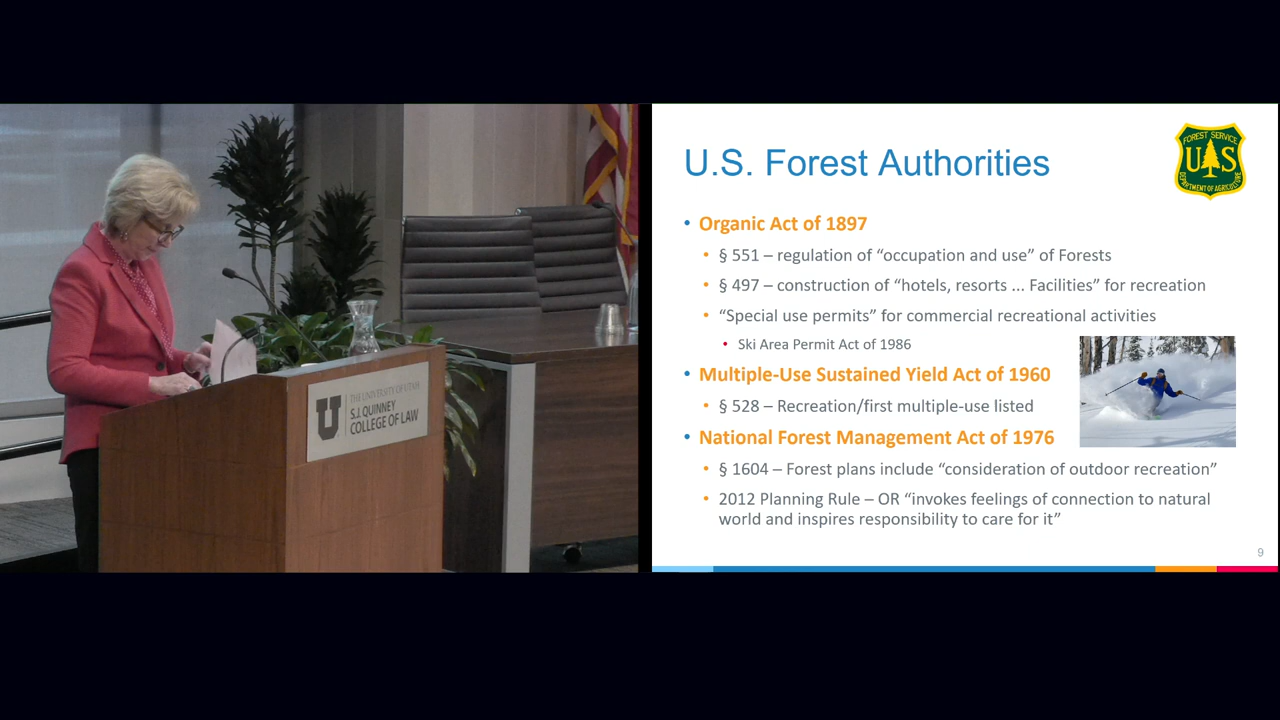 THE UNIVERSITY OF UTAH
S.J. QUINNEY
COLLEGE OF LAW
U.S. Forest Authorities
FOREST SERVICE
U S
DEPARTMENT OF AGRICULTURE
• Organic Act of 1897
• § 551 – regulation of “occupation and use” of Forests
• § 497 – construction of “hotels, resorts ... Facilities” for recreation
• “Special use permits” for commercial recreational activities
• Ski Area Permit Act of 1986
• Multiple-Use Sustained Yield Act of 1960
• § 528 – Recreation/first multiple-use listed
• National Forest Management Act of 1976
• § 1604 – Forest plans include “consideration of outdoor recreation”
• 2012 Planning Rule – OR “invokes feelings of connection to natural
world and inspires responsibility to care for it”
9